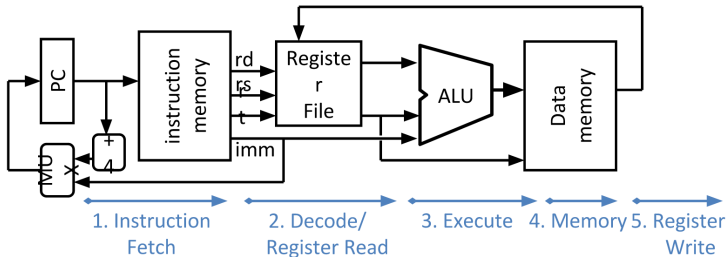 PC
instruction
memory
rd
rs
r
t
imm
Registe
r
File
ALU
Data
memory
+
4
MU
X
1. Instruction
Fetch
2. Decode/
Register Read
3. Execute
4. Memory
5. Register
Write